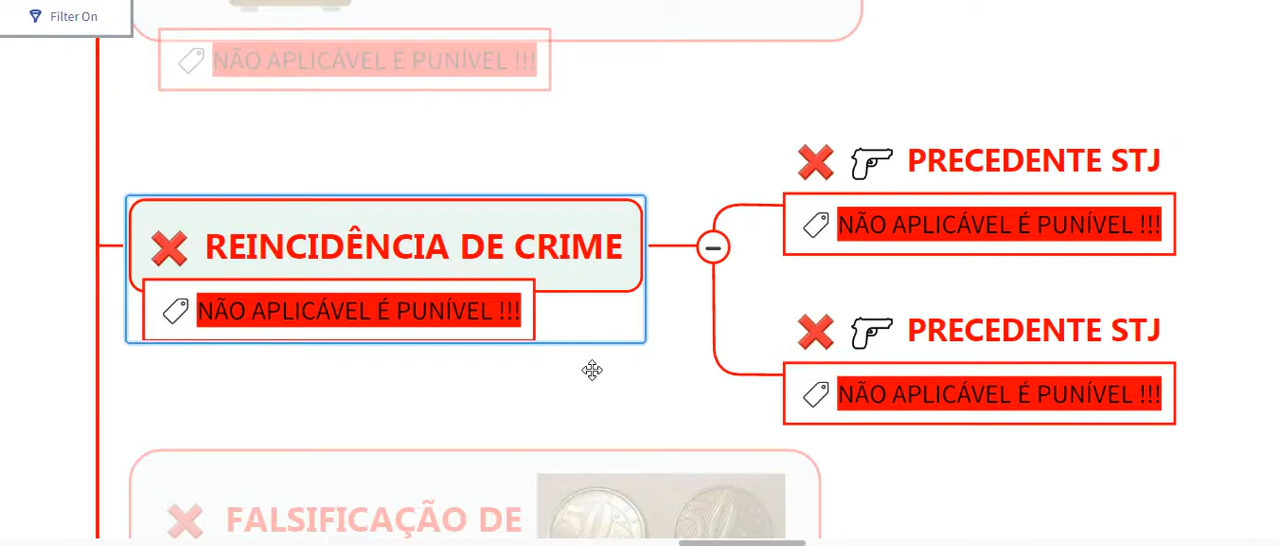 Filter On
NÃO APLICÁVEL É PUNÍVEL !!!
PRECEDENTE STJ
NÃO APLICÁVEL É PUNÍVEL !!!
REINCIDÊNCIA DE CRIME
NÃO APLICÁVEL É PUNÍVEL !!!
PRECEDENTE STJ
NÃO APLICÁVEL É PUNÍVEL !!!
FALSIFICAÇÃO DE